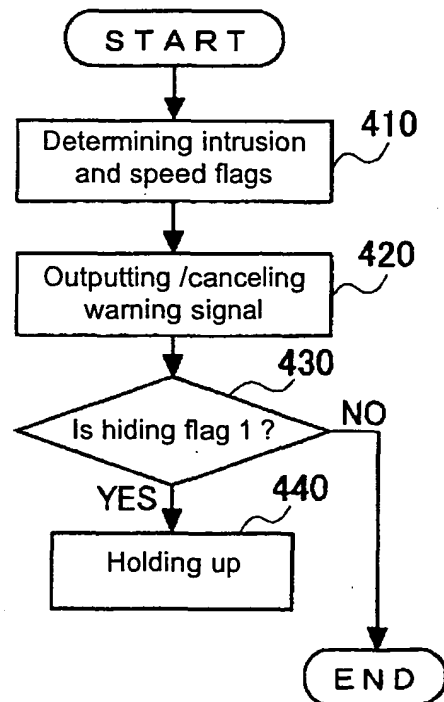 START
Determining intrusion
and speed flags
410
Outputting /canceling
warning signal
420
430
Is hiding flag 1 ?
NO
YES
440
Holding up
END